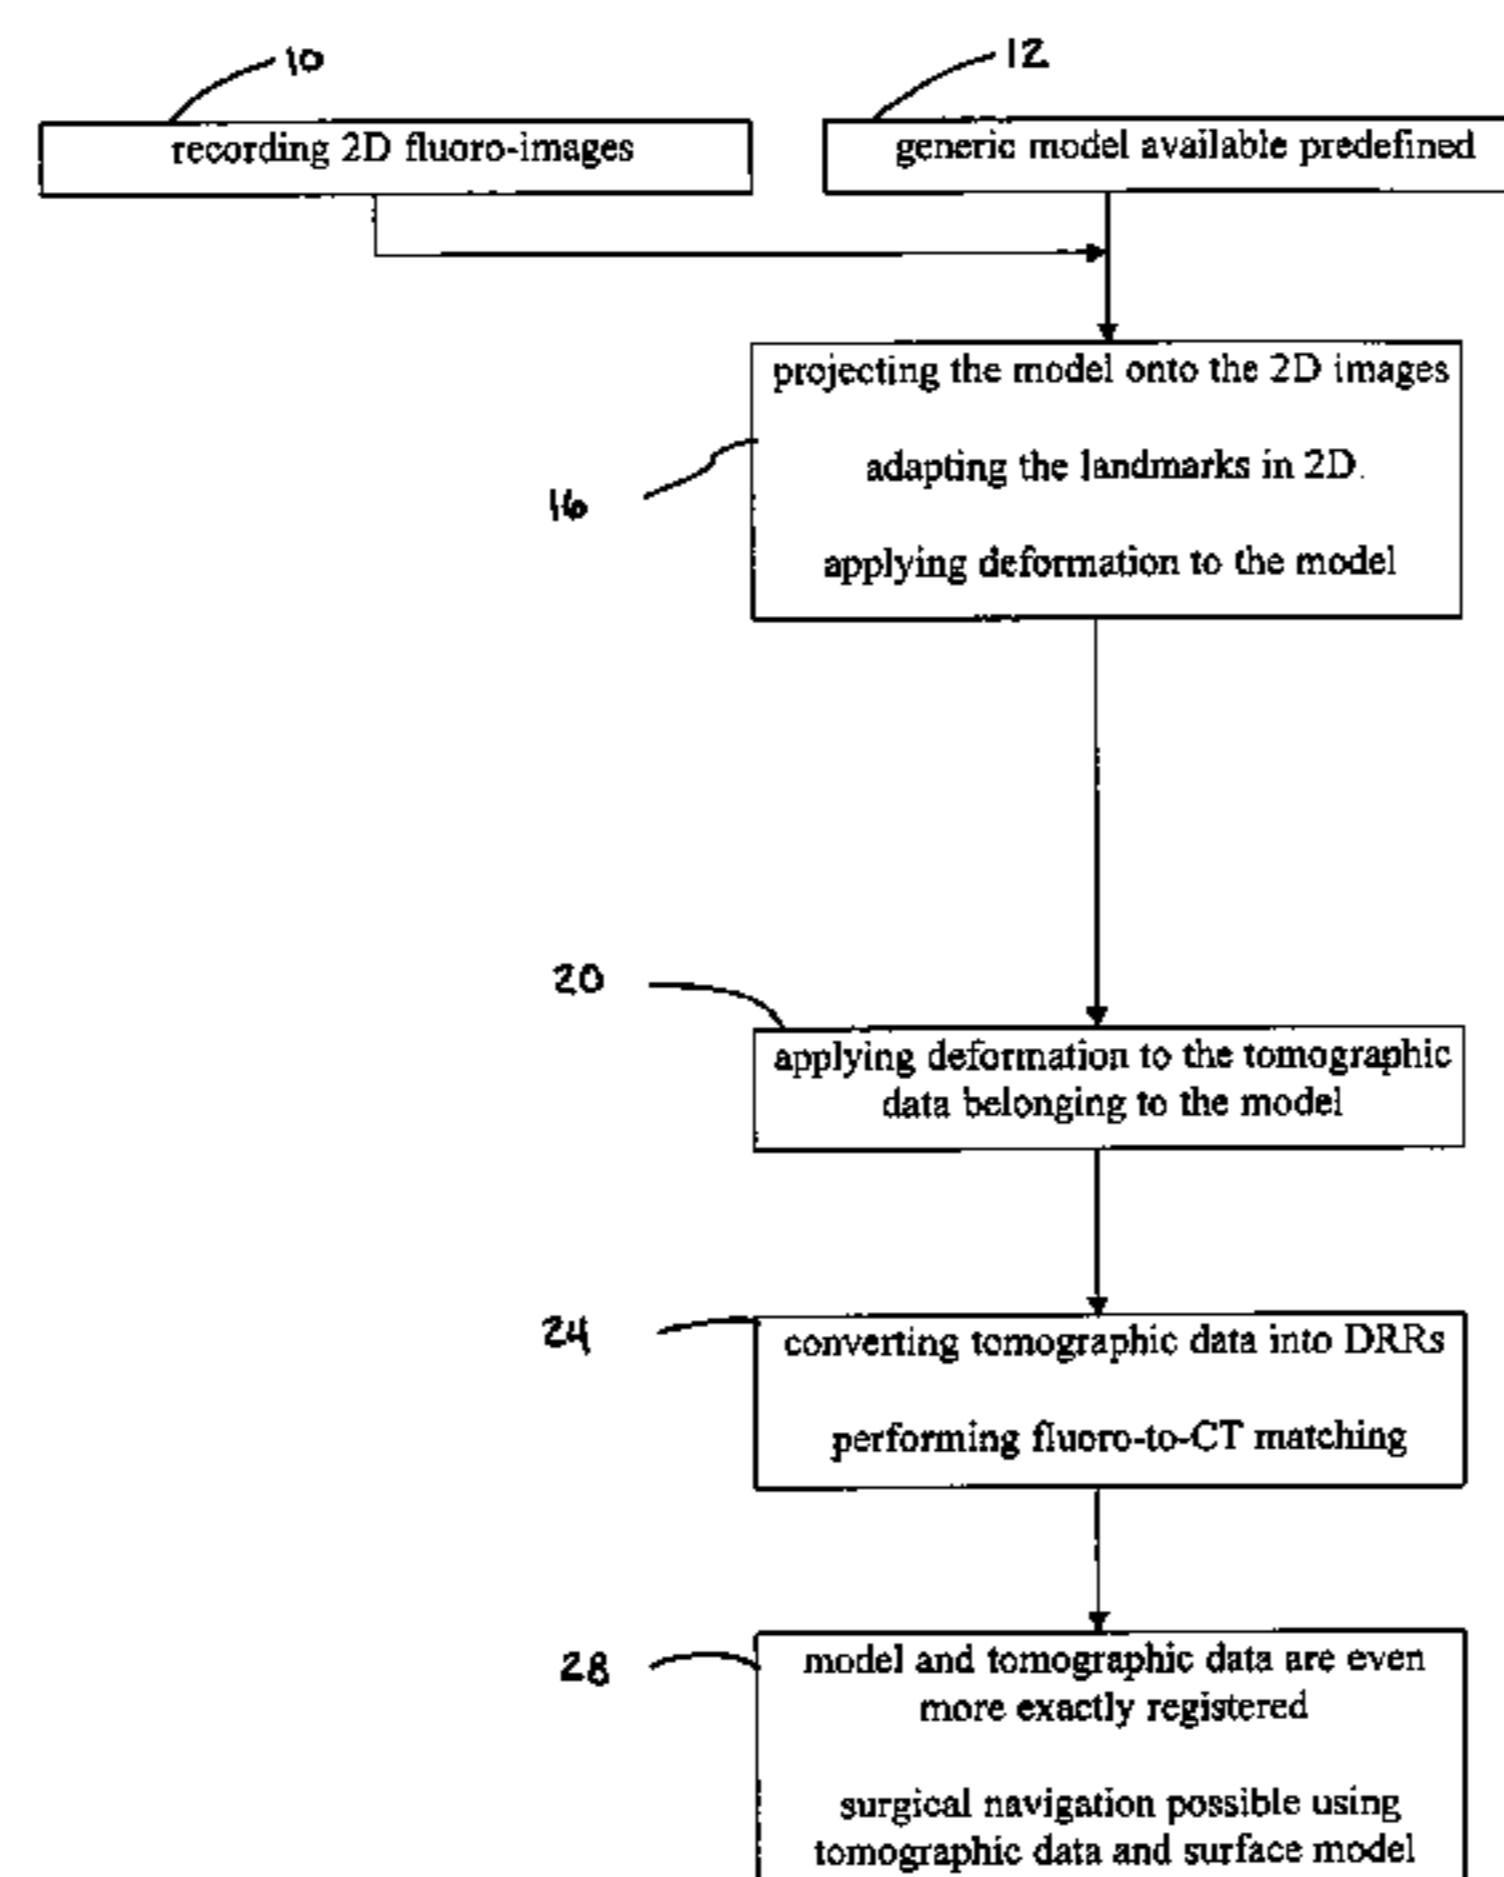 10
12
recording 2D fluoro-images
generic model available predefined
projecting the model onto the 2D images
adapting the landmarks in 2D.
16
applying deformation to the model
20
applying deformation to the tomographic
data belonging to the model
24
converting tomographic data into DRRs
performing fluoro-to-CT matching
28
model and tomographic data are even
more exactly registered
surgical navigation possible using
tomographic data and surface model